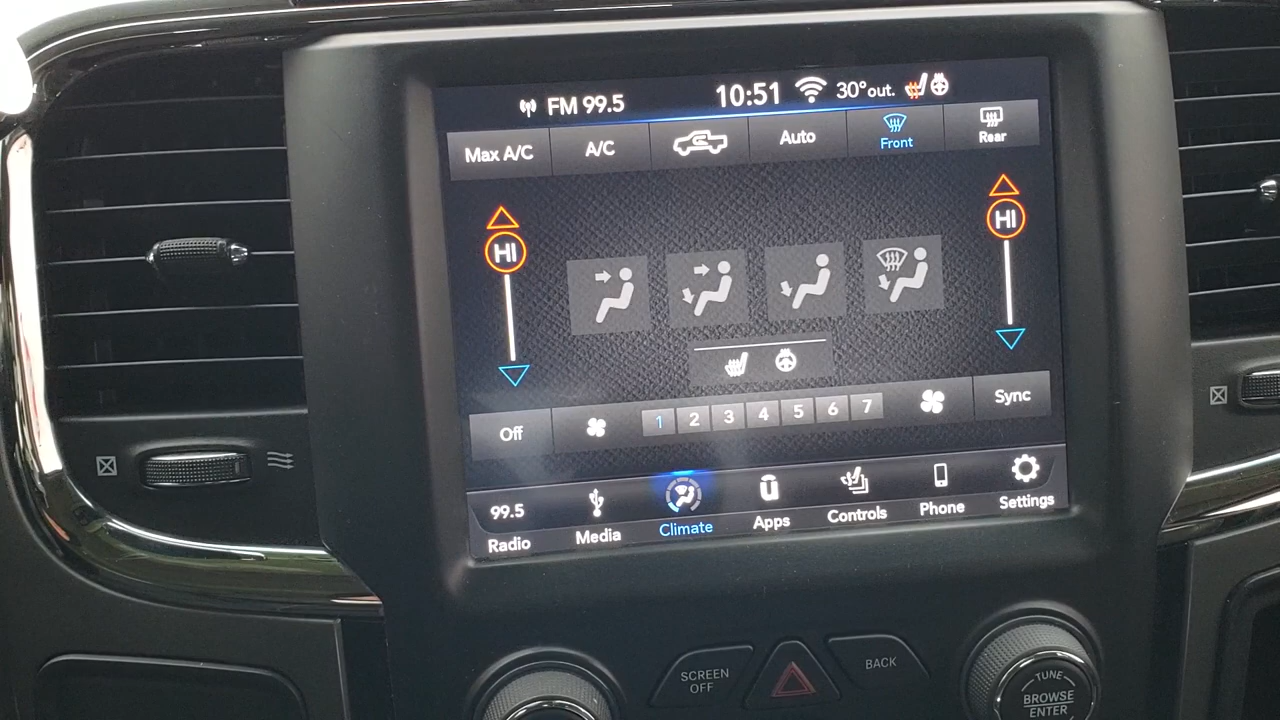 FM 99.5 10:51 30° out.
Max A/C A/C Auto Front Rear
HI HI
Off 1 2 3 4 5 6 7 Sync
99.5
Radio Media Climate Apps Controls Phone Settings
SCREEN
OFF
BACK
TUNE
BROWSE
ENTER